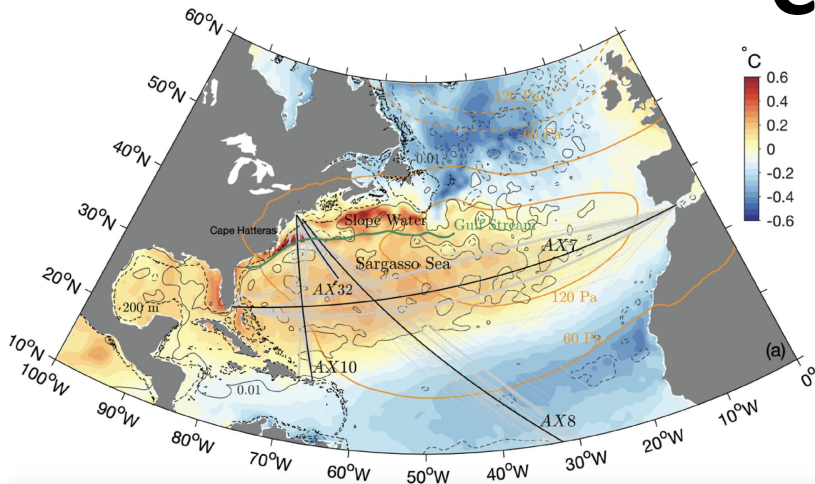 C
60°N
50°N
40°N
30°N
20°N
10°N
100°W
90°W
80°W
70°W
60°W
50°W
40°W
30°W
20°W
10°W
0°
°C
0.6
0.4
0.2
0
-0.2
-0.4
-0.6
120 Pa
60 Pa
0.01
Slope Water
Cape Hatteras
Gulf Stream
AX7
Sargasso Sea
AX32
120 Pa
200 m
60 Pa
(a)
AX10
0.01
AX8